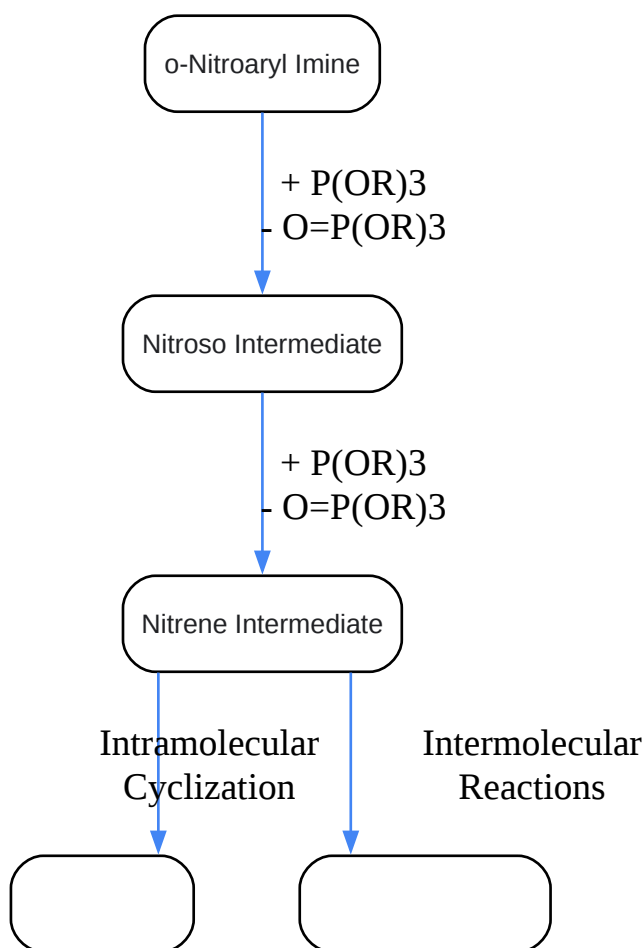 o-Nitroaryl Imine
+ P(OR)3
- O=P(OR)3
Nitroso Intermediate
+ P(OR)3
- O=P(OR)3
Nitrene Intermediate
Intramolecular
Cyclization
Intermolecular
Reactions